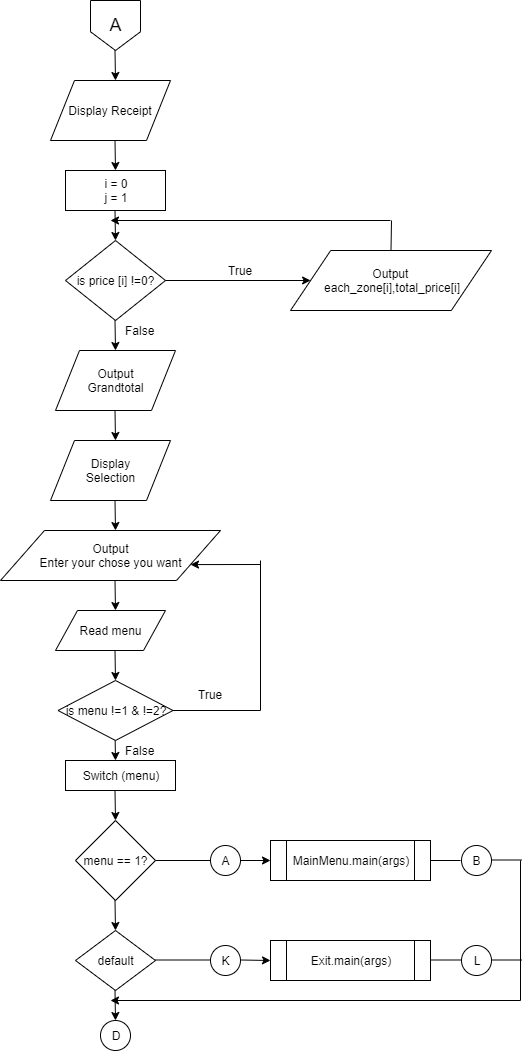 A
Display Receipt
i = 0
j = 1
is price [i] !=0?
True
Output
each_zone[i],total_price[i]
False
Output
Grandtotal
Display
Selection
Output
Enter your chose you want
Read menu
is menu !=1 & !=2?
True
False
Switch (menu)
menu == 1?
A
MainMenu.main(args)
B
default
K
Exit.main(args)
L
D